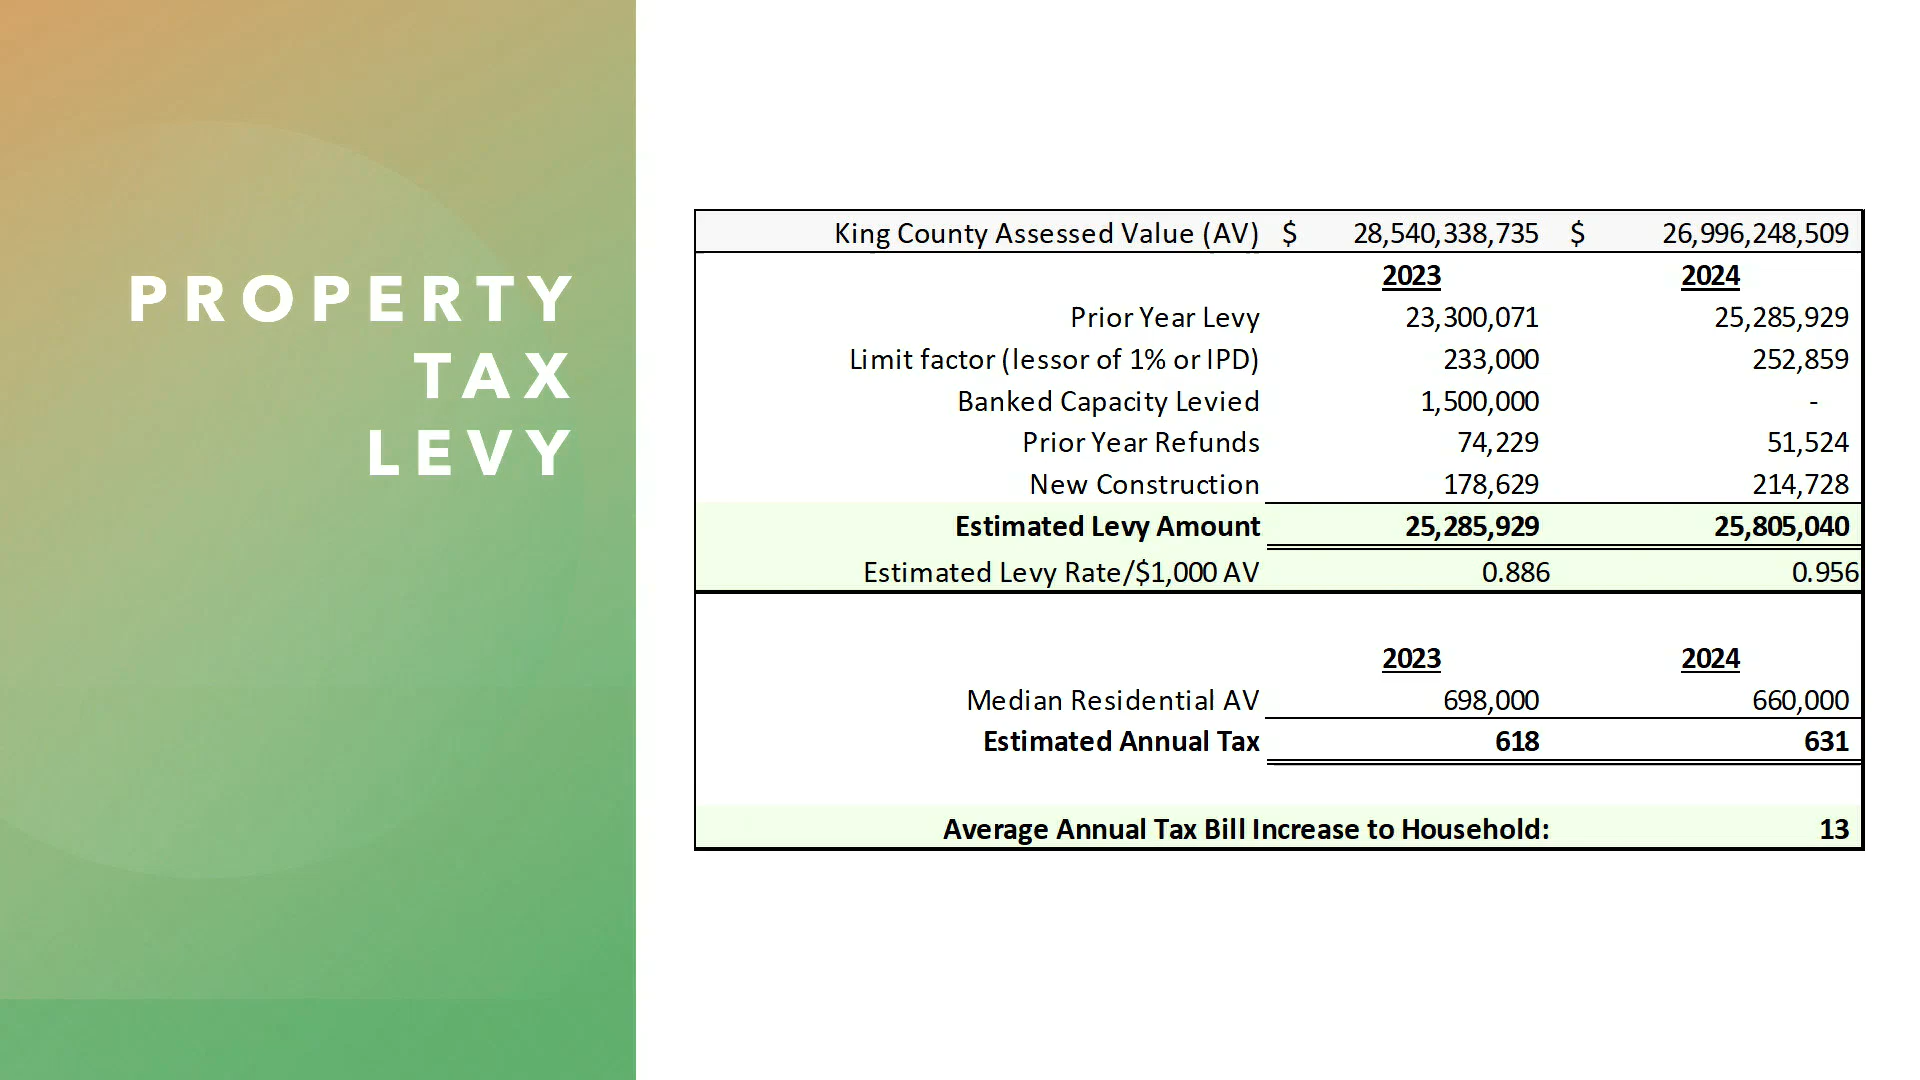 PROPERTY
TAX
LEVY
King County Assessed Value (AV) $ 28,540,338,735 $ 26,996,248,509
2023 2024
Prior Year Levy 23,300,071 25,285,929
Limit factor (lessor of 1% or IPD) 233,000 252,859
Banked Capacity Levied 1,500,000 -
Prior Year Refunds 74,229 51,524
New Construction 178,629 214,728
Estimated Levy Amount 25,285,929 25,805,040
Estimated Levy Rate/$1,000 AV 0.886 0.956
2023 2024
Median Residential AV 698,000 660,000
Estimated Annual Tax 618 631
Average Annual Tax Bill Increase to Household: 13